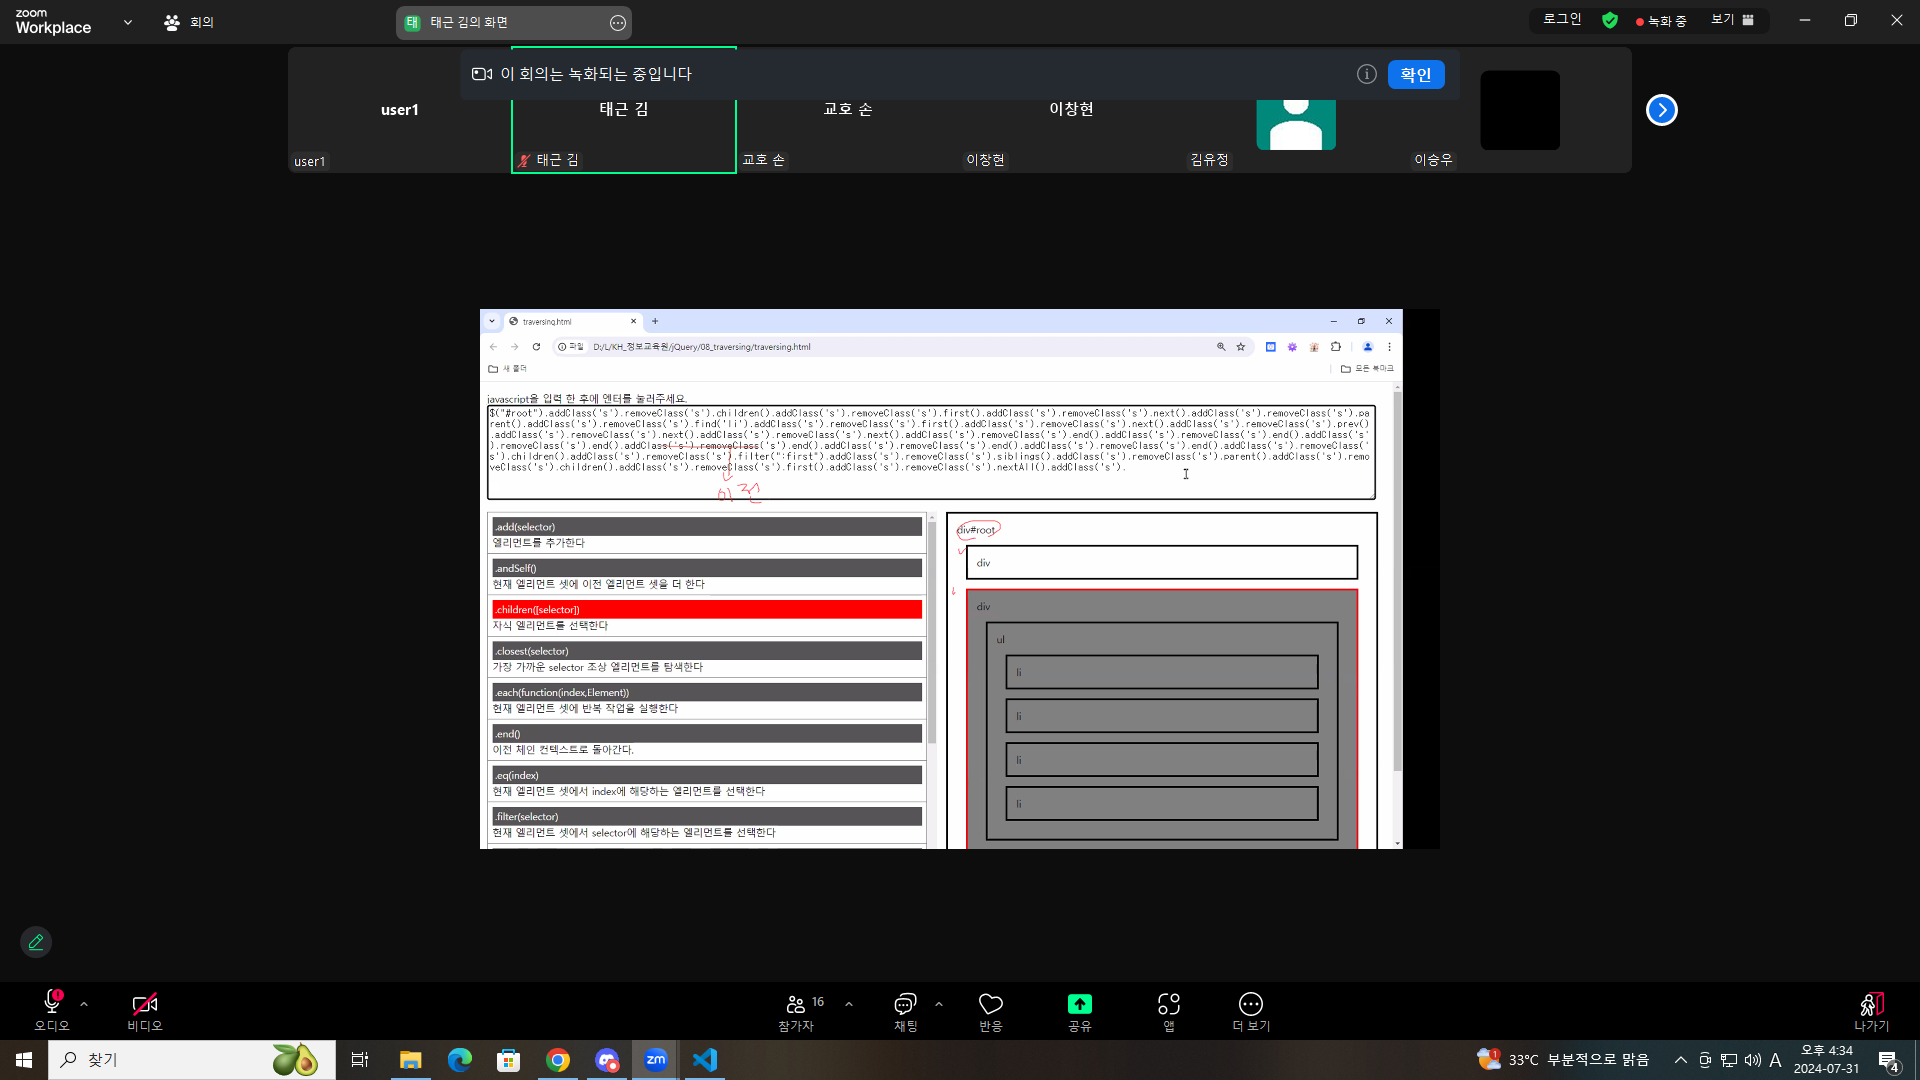 zoom
Workplace
회의
태 태근 김의 화면
로그인
녹화 중
보기
이 회의는 녹화되는 중입니다
확인
user1
태근 김
교호 손
이창현
user1
태근 김
교호 손
이창현
김유정
이승우
traversing.html
파일
D:/L/KH_정보교육원/jQuery/08_traversing/traversing.html
새 폴더
모든 북마크
javascript을 입력 한 후에 엔터를 눌러주세요.
$("#root").addClass('s').removeClass('s').children().addClass('s').removeClass('s').first().addClass('s').removeClass('s').next().addClass('s').removeClass('s').pa
rent().addClass('s').removeClass('s').find('li').addClass('s').removeClass('s').first().addClass('s').removeClass('s').next().addClass('s').removeClass('s').prev()
.addClass('s').removeClass('s').next().addClass('s').removeClass('s').next().addClass('s').removeClass('s').end().addClass('s').removeClass('s').end().addClass('s'
).removeClass('s').end().addClass('s').removeClass('s').end().addClass('s').removeClass('s').end().addClass('s').removeClass('s').end().addClass('s').removeClass('
s').children().addClass('s').removeClass('s').filter(":first").addClass('s').removeClass('s').siblings().addClass('s').removeClass('s').parent().addClass('s').remo
veClass('s').children().addClass('s').removeClass('s').first().addClass('s').removeClass('s').nextAll().addClass('s').
이전
.add(selector)
엘리먼트를 추가한다
.andSelf()
현재 엘리먼트 셋에 이전 엘리먼트 셋을 더 한다
.children([selector])
자식 엘리먼트를 선택한다
.closest(selector)
가장 가까운 selector 조상 엘리먼트를 탐색한다
.each(function(index,Element))
현재 엘리먼트 셋에 반복 작업을 실행한다
.end()
이전 체인 컨텍스트로 돌아간다.
.eq(index)
현재 엘리먼트 셋에서 index에 해당하는 엘리먼트를 선택한다
.filter(selector)
현재 엘리먼트 셋에서 selector에 해당하는 엘리먼트를 선택한다
div#root
div
div
ul
li
li
li
li
오디오
비디오
참가자
16
채팅
반응
공유
앱
더 보기
나가기
찾기
zm
1
33°C 부분적으로 맑음
A
오후 4:34
2024-07-31
4